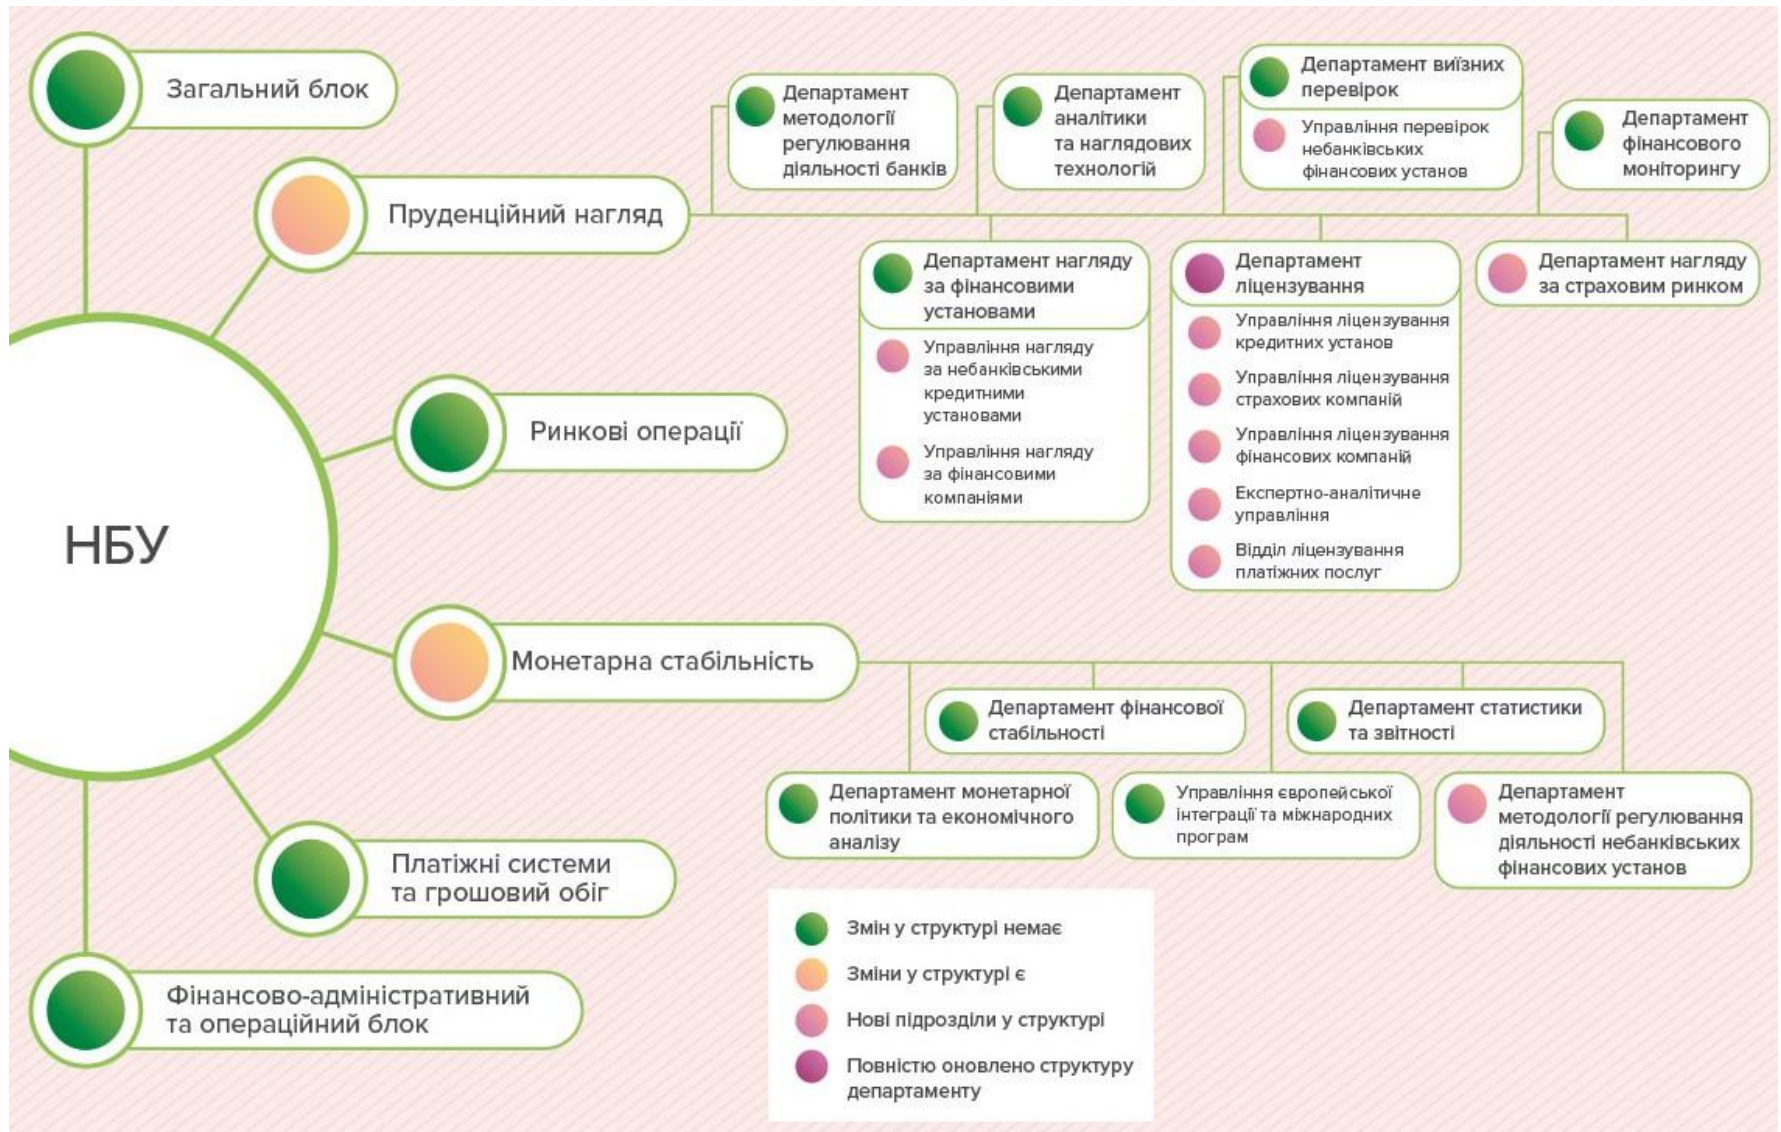 Загальний блок
Пруденційний нагляд
Департамент
методології
регулювання
діяльності банків
Департамент
аналітики
та наглядових
технологій
Департамент виїзних
перевірок
Управління перевірок
небанківських
фінансових установ
Департамент
фінансового
моніторингу
Департамент нагляду
за фінансовими
установами
Управління нагляду
за небанківськими
кредитними
установами
Управління нагляду
за фінансовими
компаніями
Департамент
ліцензування
Управління ліцензування
кредитних установ
Управління ліцензування
страхових компаній
Управління ліцензування
фінансових компаній
Експертно-аналітичне
управління
Відділ ліцензування
платіжних послуг
Департамент нагляду
за страховим ринком
Ринкові операції
НБУ
Монетарна стабільність
Департамент фінансової
стабільності
Департамент статистики
та звітності
Департамент монетарної
політики та економічного
аналізу
Управління європейської
інтеграції та міжнародних
програм
Департамент
методології регулювання
діяльності небанківських
фінансових установ
Платіжні системи
та грошовий обіг
Фінансово-адміністративний
та операційний блок
Змін у структурі немає
Зміни у структурі є
Нові підрозділи у структурі
Повністю оновлено структуру
департаменту